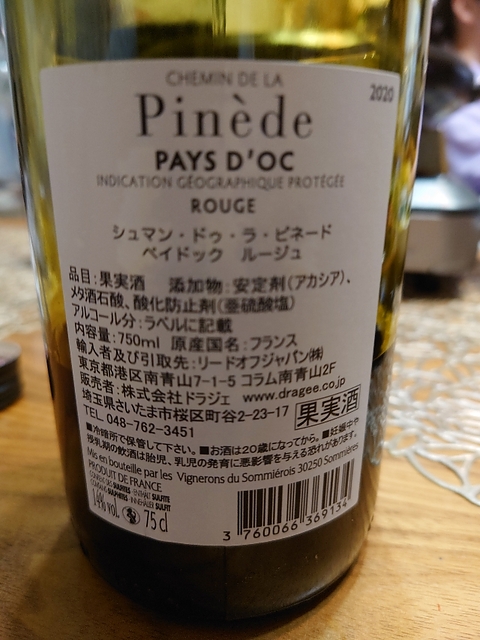 CHEMIN DE LA
2020
Pinède
PAYS D'OC
INDICATION GÉOGRAPHIQUE PROTÉGÉE
ROUGE
シュマン・ドゥ・ラ・ピネード
ペイドック ルージュ
品目:果実酒 添加物:安定剤(アカシア)、
メタ酒石酸、酸化防止剤(亜硫酸塩)
アルコール分:ラベルに記載
内容量:750ml 原産国名:フランス
輸入者及び引取先:リードオフジャパン㈱
東京都港区南青山7-1-5 コラム南青山2F
販売者:株式会社ドラジェ www.dragee.co.jp
埼玉県さいたま市桜区町谷2-23-17
TEL 048-762-3451
果実酒
■冷暗所で保管して下さい。■お酒は20歳になってから。■妊娠中や
授乳期の飲酒は胎児、乳児の発育に悪影響を与える恐れがあります。
Mis en bouteille par les Vignerons du Sommiérois 30250 Sommières
PRODUIT DE FRANCE
14% vol. 75 cl
3 760066 369134